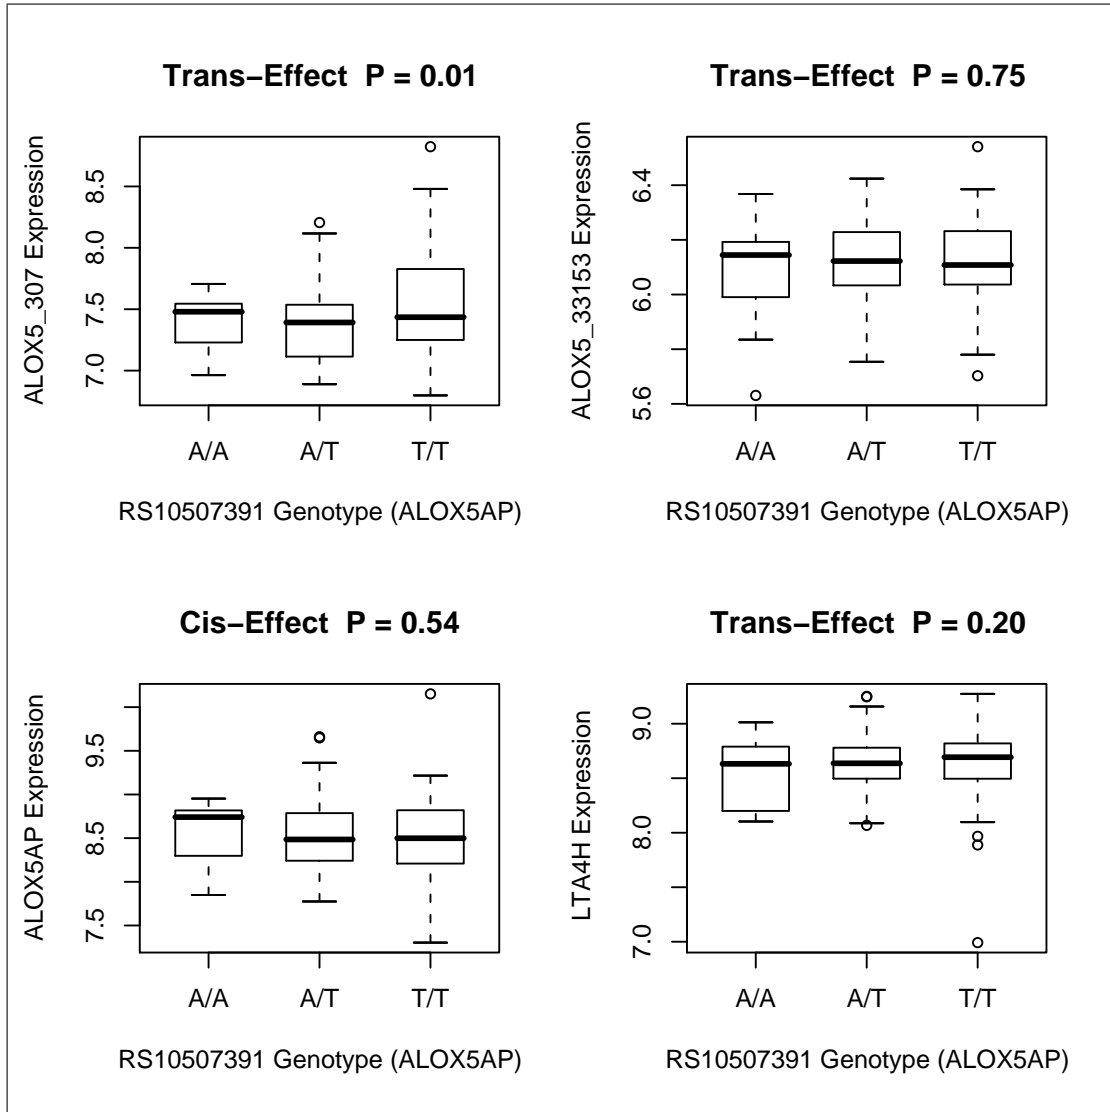 Trans−Effect P = 0.01
ALOX5_307 Expression
8.5
8.0
7.5
7.0
A/A A/T T/T
RS10507391 Genotype (ALOX5AP)
Trans−Effect P = 0.75
ALOX5_33153 Expression
6.4
6.0
5.6
A/A A/T T/T
RS10507391 Genotype (ALOX5AP)
Cis−Effect P = 0.54
ALOX5AP Expression
9.5
8.5
7.5
A/A A/T T/T
RS10507391 Genotype (ALOX5AP)
Trans−Effect P = 0.20
LTA4H Expression
9.0
8.0
7.0
A/A A/T T/T
RS10507391 Genotype (ALOX5AP)